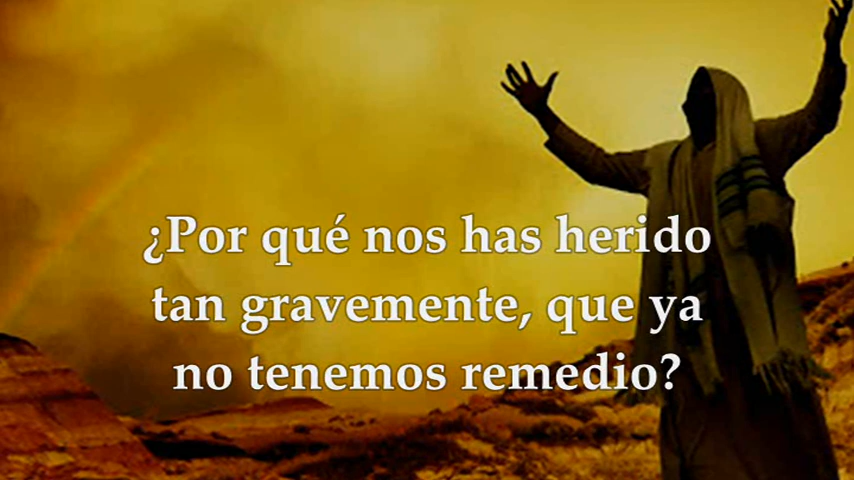 ¿Por qué nos has herido
tan gravemente, que ya
no tenemos remedio?